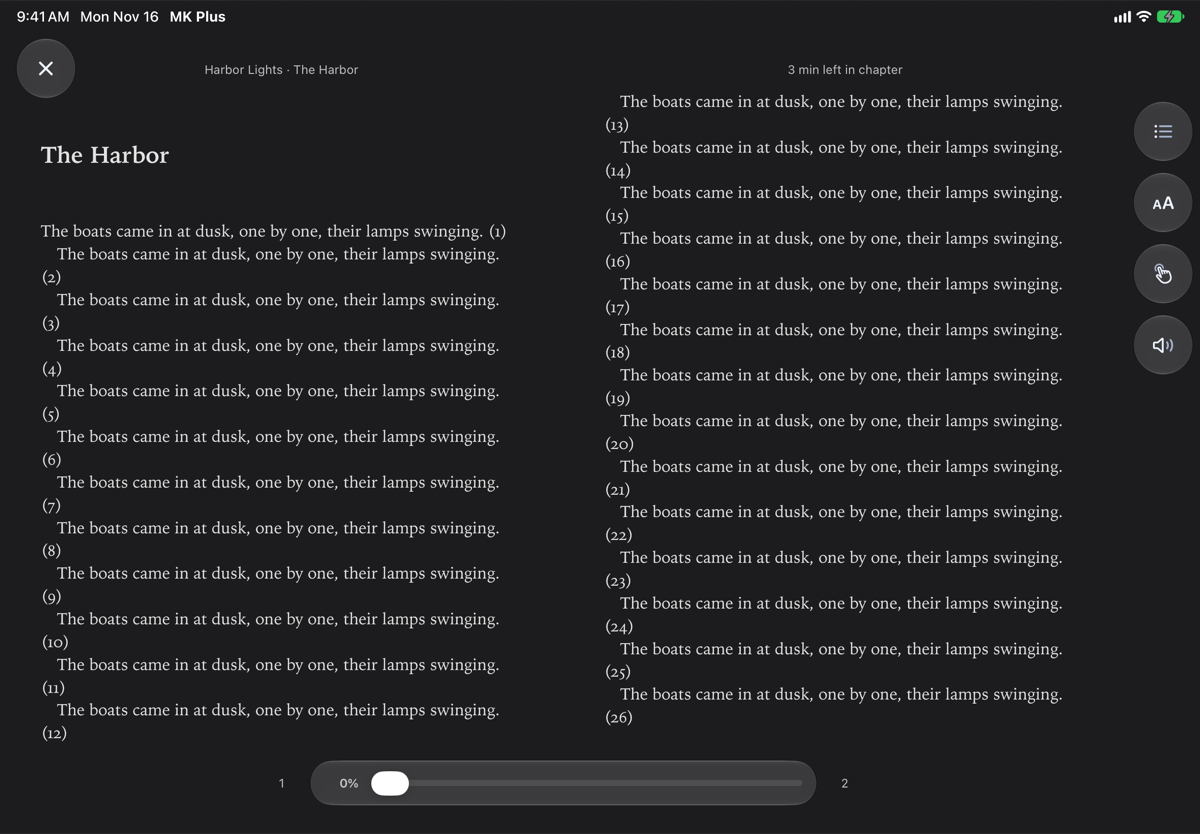 9:41 AM Mon Nov 16 MK Plus
Harbor Lights · The Harbor
The Harbor
The boats came in at dusk, one by one, their lamps swinging. (1)
The boats came in at dusk, one by one, their lamps swinging.
(2)
The boats came in at dusk, one by one, their lamps swinging.
(3)
The boats came in at dusk, one by one, their lamps swinging.
(4)
The boats came in at dusk, one by one, their lamps swinging.
(5)
The boats came in at dusk, one by one, their lamps swinging.
(6)
The boats came in at dusk, one by one, their lamps swinging.
(7)
The boats came in at dusk, one by one, their lamps swinging.
(8)
The boats came in at dusk, one by one, their lamps swinging.
(9)
The boats came in at dusk, one by one, their lamps swinging.
(10)
The boats came in at dusk, one by one, their lamps swinging.
(11)
The boats came in at dusk, one by one, their lamps swinging.
(12)
3 min left in chapter
The boats came in at dusk, one by one, their lamps swinging.
(13)
The boats came in at dusk, one by one, their lamps swinging.
(14)
The boats came in at dusk, one by one, their lamps swinging.
(15)
The boats came in at dusk, one by one, their lamps swinging.
(16)
The boats came in at dusk, one by one, their lamps swinging.
(17)
The boats came in at dusk, one by one, their lamps swinging.
(18)
The boats came in at dusk, one by one, their lamps swinging.
(19)
The boats came in at dusk, one by one, their lamps swinging.
(20)
The boats came in at dusk, one by one, their lamps swinging.
(21)
The boats came in at dusk, one by one, their lamps swinging.
(22)
The boats came in at dusk, one by one, their lamps swinging.
(23)
The boats came in at dusk, one by one, their lamps swinging.
(24)
The boats came in at dusk, one by one, their lamps swinging.
(25)
The boats came in at dusk, one by one, their lamps swinging.
(26)
AA
1 0% 2